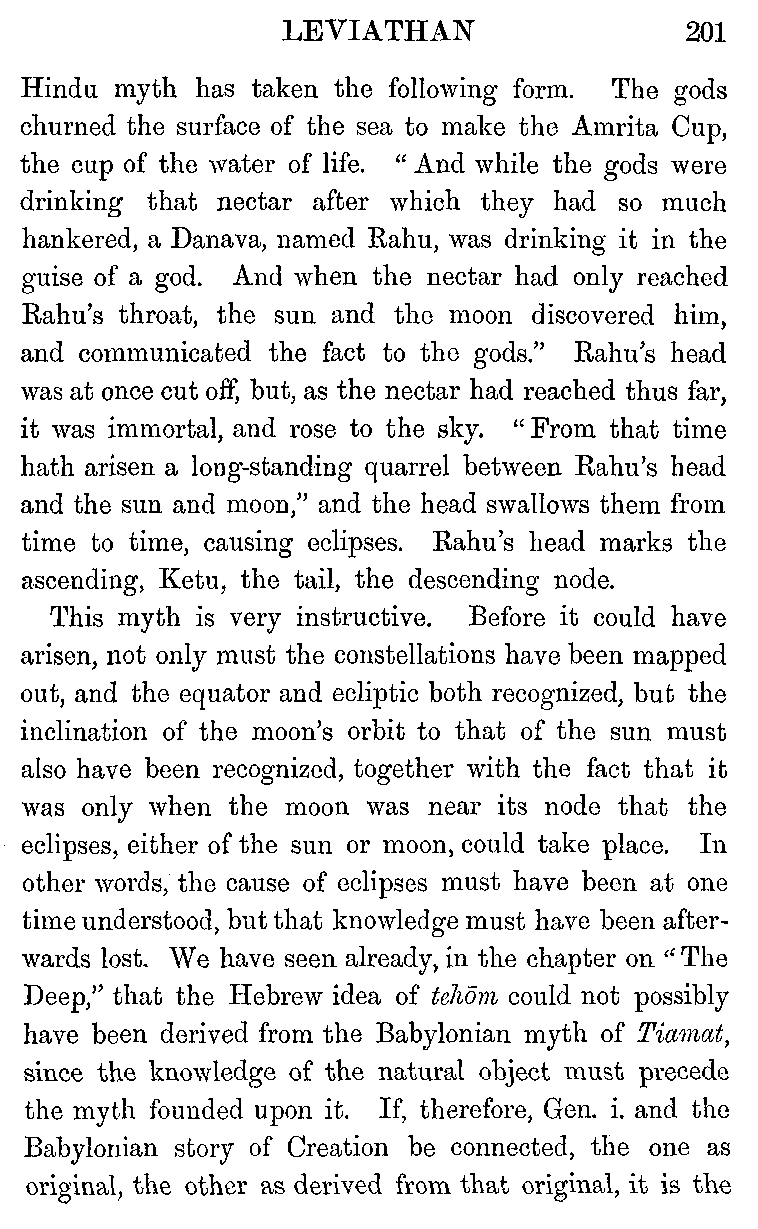 LEVIATHAN 201
Hindu myth has taken the following form. The gods
churned the surface of the sea to make the Amrita Cup,
the cup of the water of life. “ And while the gods were
drinking that nectar after which they had so much
hankered, a Danava, named Rahu, was drinking it in the
guise of a god. And when the nectar had only reached
Rahu’s throat, the sun and the moon discovered him,
and communicated the fact to the gods.” Rahu’s head
was at once cut off, but, as the nectar had reached thus far,
it was immortal, and rose to the sky. “ From that time
hath arisen a long-standing quarrel between Rahu’s head
and the sun and moon,” and the head swallows them from
time to time, causing eclipses. Rahu’s head marks the
ascending, Ketu, the tail, the descending node.
This myth is very instructive. Before it could have
arisen, not only must the constellations have been mapped
out, and the equator and ecliptic both recognized, but the
inclination of the moon’s orbit to that of the sun must
also have been recognized, together with the fact that it
was only when the moon was near its node that the
eclipses, either of the sun or moon, could take place. In
other words, the cause of eclipses must have been at one
time understood, but that knowledge must have been after-
wards lost. We have seen already, in the chapter on “ The
Deep,” that the Hebrew idea of tehōm could not possibly
have been derived from the Babylonian myth of Tiamat,
since the knowledge of the natural object must precede
the myth founded upon it. If, therefore, Gen. i. and the
Babylonian story of Creation be connected, the one as
original, the other as derived from that original, it is the